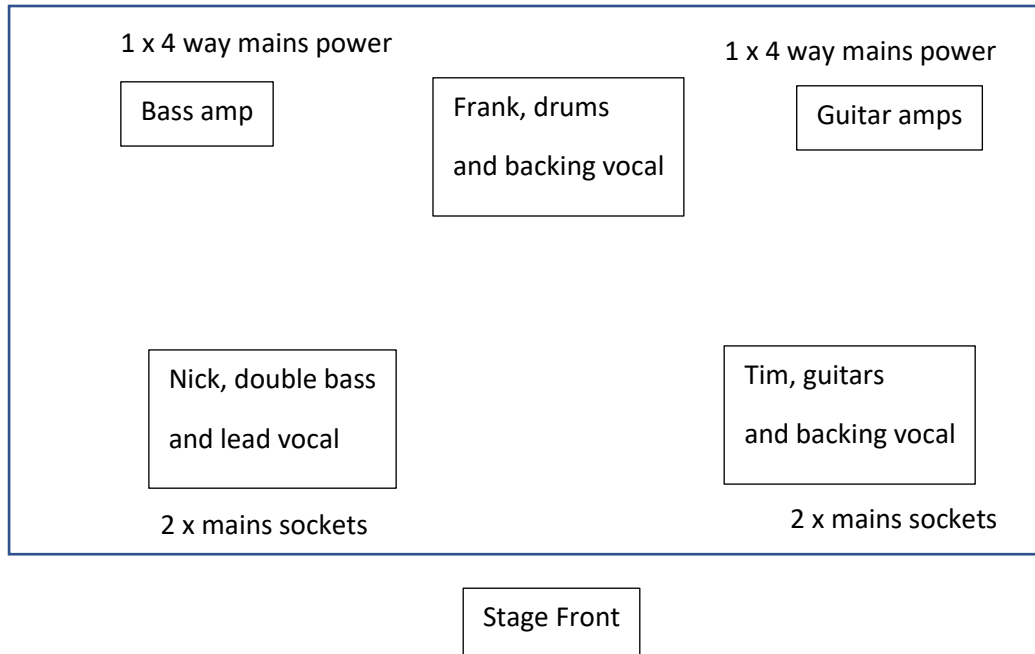 1 x 4 way mains power
1 x 4 way mains power
Bass amp
Frank, drums
and backing vocal
Guitar amps
Nick, double bass
and lead vocal
Tim, guitars
and backing vocal
2 x mains sockets
2 x mains sockets
Stage Front